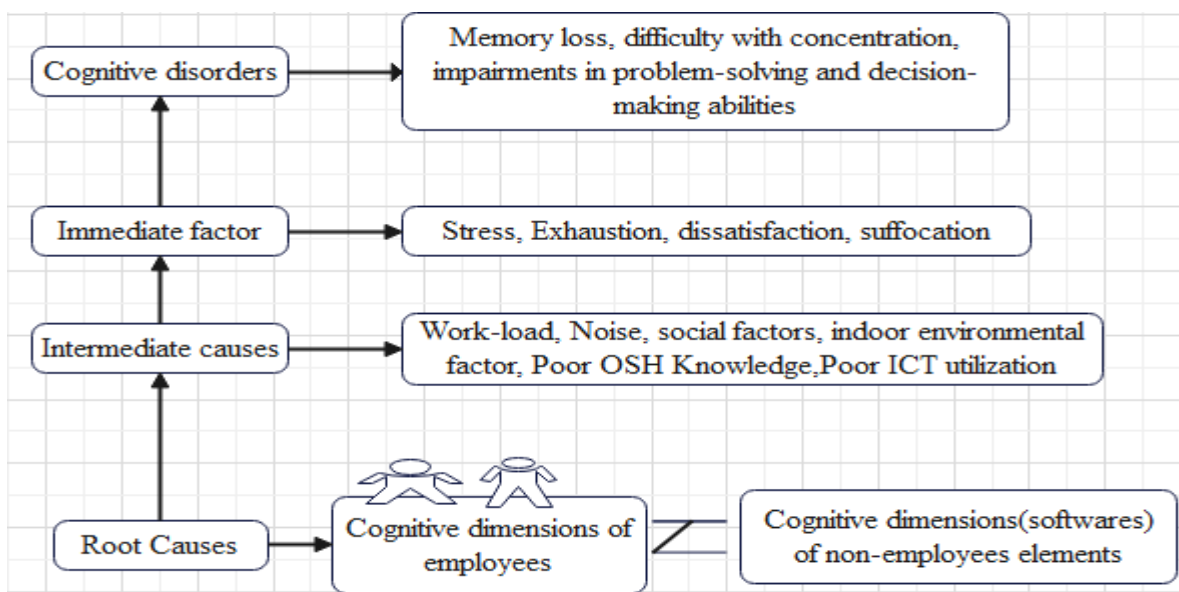 Cognitive disorders
Memory loss, difficulty with concentration,
impairments in problem-solving and decision-
making abilities
Immediate factor
Stress, Exhaustion, dissatisfaction, suffocation
Intermediate causes
Work-load, Noise, social factors, indoor environmental
factor, Poor OSH Knowledge,Poor ICT utilization
Root Causes
Cognitive dimensions of
employees
Cognitive dimensions(softwares)
of non-employees elements